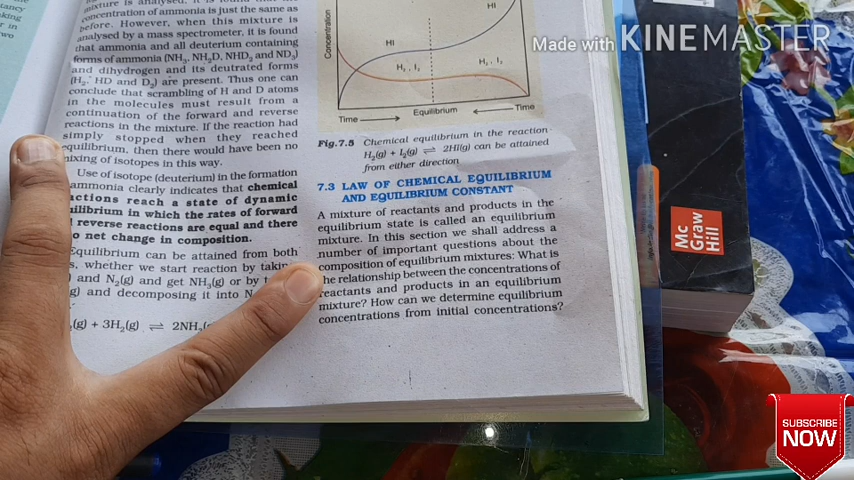 mixture is analysed, it is found that the
concentration of ammonia is just the same as
before. However, when this mixture is
analysed by a mass spectrometer, it is found
that ammonia and all deuterium containing
forms of ammonia (NH3, NH2D, NHD2 and ND3)
and dihydrogen and its deutrated forms
(H2, HD and D2) are present. Thus one can
conclude that scrambling of H and D atoms
in the molecules must result from a
continuation of the forward and reverse
reactions in the mixture. If the reaction had
simply stopped when they reached
equilibrium, then there would have been no
mixing of isotopes in this way.
Use of isotope (deuterium) in the formation
ammonia clearly indicates that chemical
actions reach a state of dynamic
uilibrium in which the rates of forward
reverse reactions are equal and there
o net change in composition.
Equilibrium can be attained from both
s, whether we start reaction by taking
) and N2(g) and get NH3(g) or by
g) and decomposing it into N
(g) + 3H2(g) ⇌ 2NH3(g
Concentration
HI
HI
H2, I2
H2, I2
Equilibrium
Time
Time
Fig.7.5 Chemical equilibrium in the reaction
H2(g) + I2(g) ⇌ 2HI(g) can be attained
from either direction
7.3 LAW OF CHEMICAL EQUILIBRIUM
AND EQUILIBRIUM CONSTANT
A mixture of reactants and products in the
equilibrium state is called an equilibrium
mixture. In this section we shall address a
number of important questions about the
composition of equilibrium mixtures: What is
the relationship between the concentrations of
reactants and products in an equilibrium
mixture? How can we determine equilibrium
concentrations from initial concentrations?
Mc
Graw
Hill
Made with KINEMASTER
SUBSCRIBE
NOW